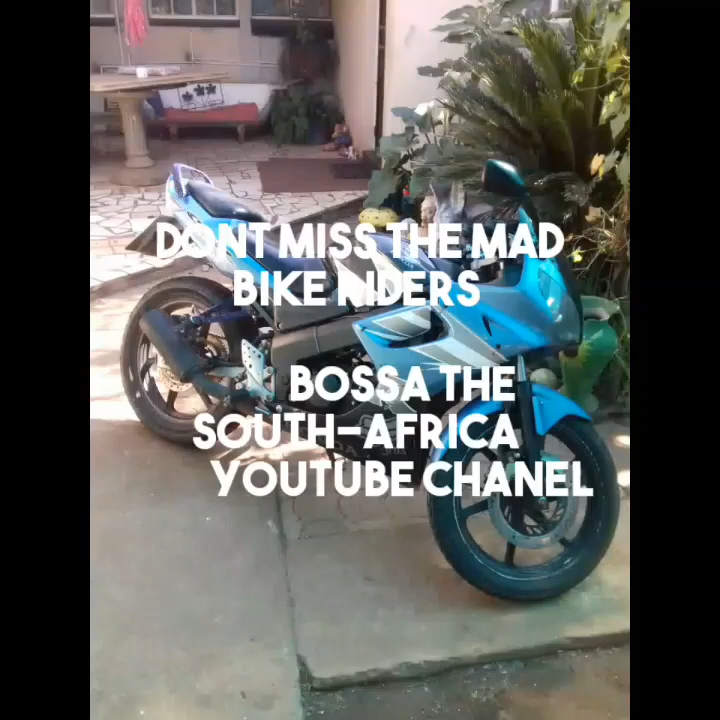 DONT MISS THE MAD
BIKE RIDERS
BOSSA THE
SOUTH-AFRICA
YOUTUBE CHANEL